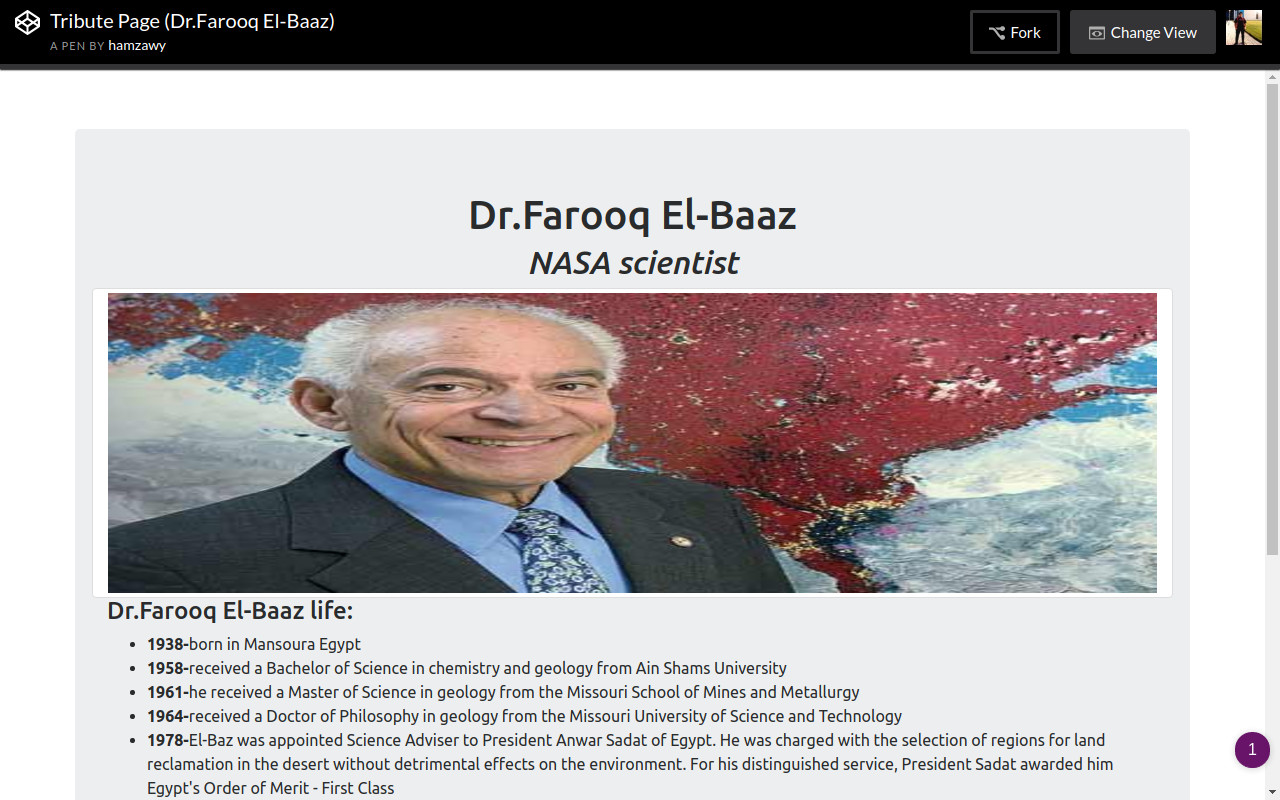 Tribute Page (Dr.Farooq El-Baaz)
A PEN BY hamzawy
Fork
Change View
Dr.Farooq El-Baaz
NASA scientist
Dr.Farooq El-Baaz life:
• 1938-born in Mansoura Egypt
• 1958-received a Bachelor of Science in chemistry and geology from Ain Shams University
• 1961-he received a Master of Science in geology from the Missouri School of Mines and Metallurgy
• 1964-received a Doctor of Philosophy in geology from the Missouri University of Science and Technology
• 1978-El-Baz was appointed Science Adviser to President Anwar Sadat of Egypt. He was charged with the selection of regions for land
reclamation in the desert without detrimental effects on the environment. For his distinguished service, President Sadat awarded him
Egypt's Order of Merit - First Class
1